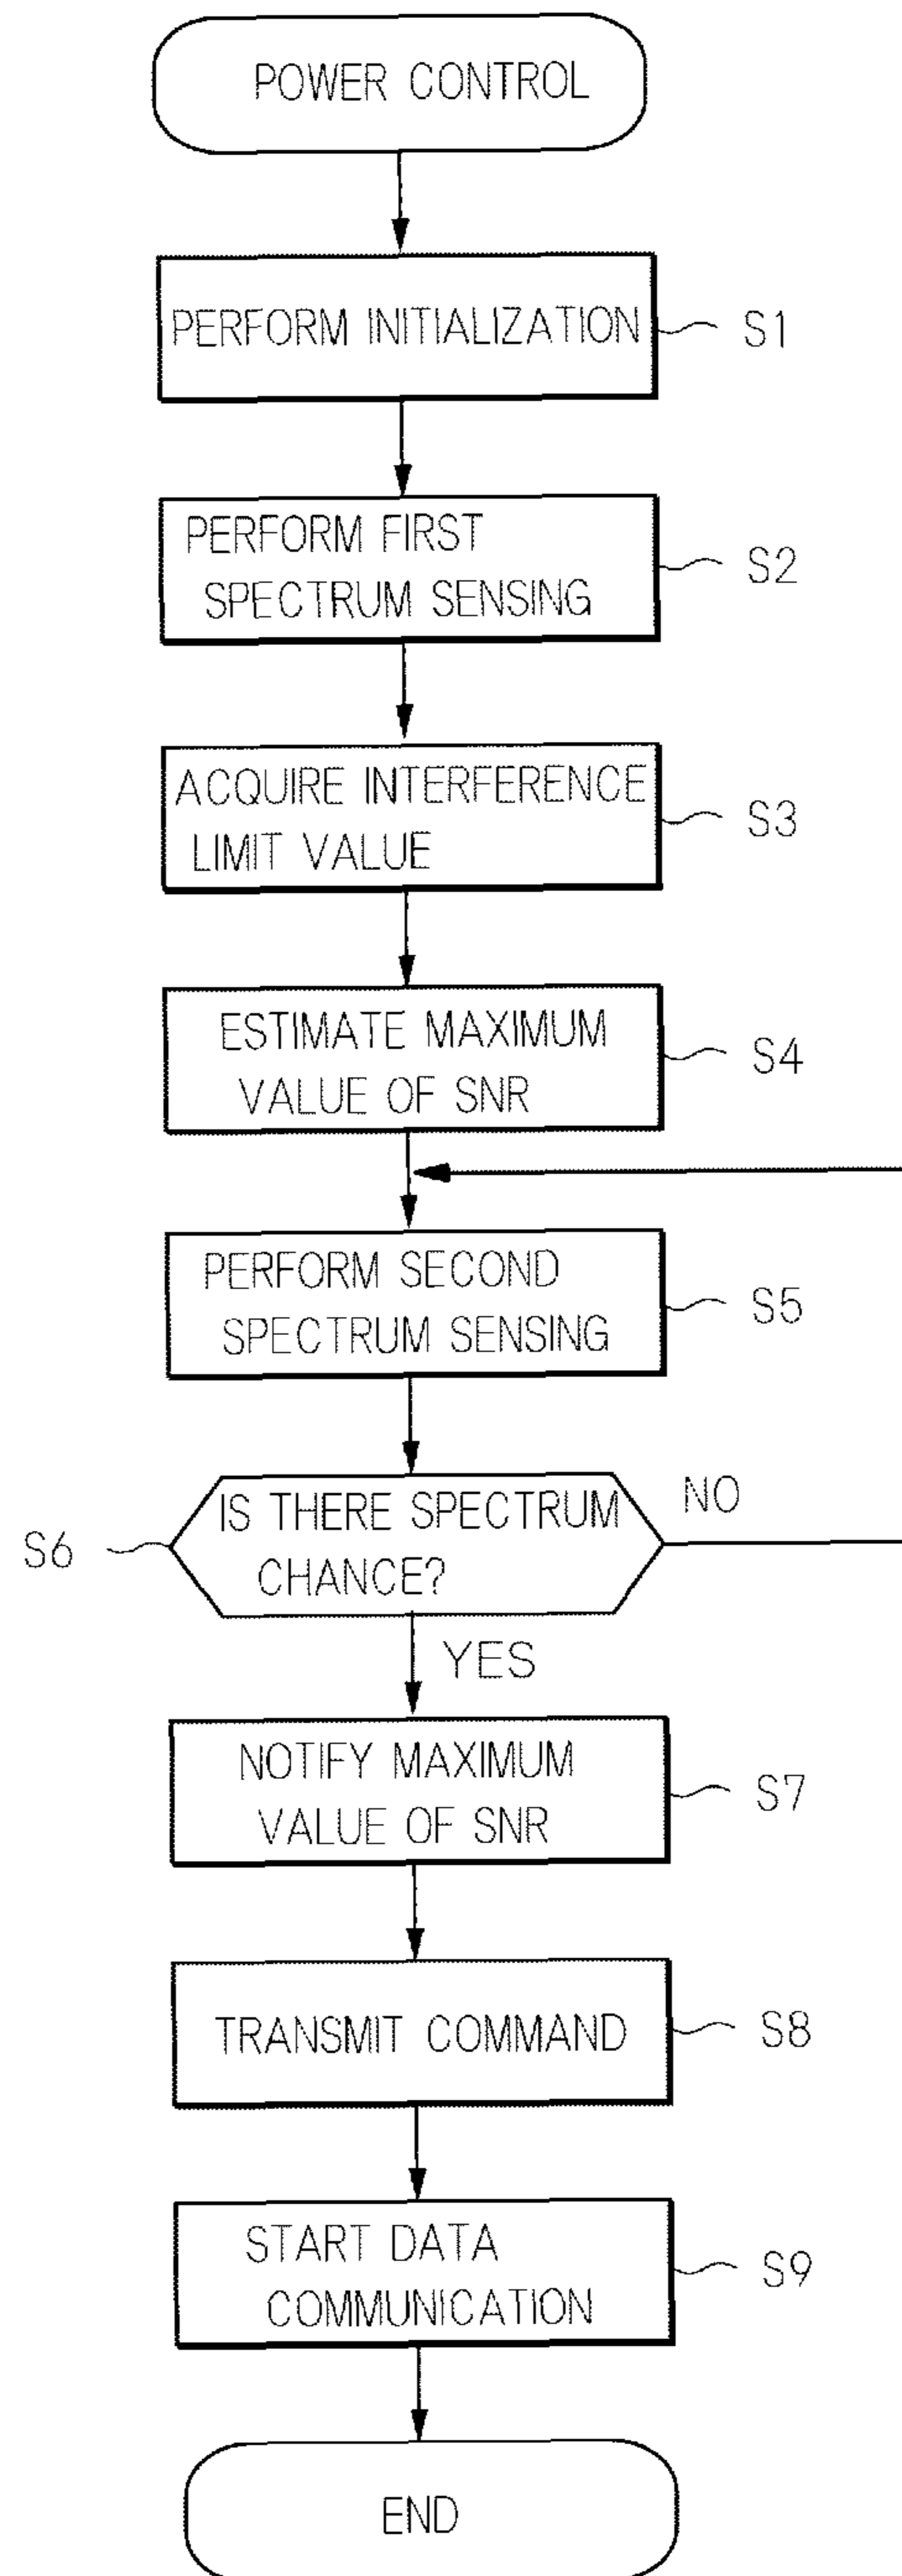 POWER CONTROL
PERFORM INITIALIZATION
S1
PERFORM FIRST
SPECTRUM SENSING
S2
ACQUIRE INTERFERENCE
LIMIT VALUE
S3
ESTIMATE MAXIMUM
VALUE OF SNR
S4
PERFORM SECOND
SPECTRUM SENSING
S5
IS THERE SPECTRUM
CHANCE?
S6
NO
YES
NOTIFY MAXIMUM
VALUE OF SNR
S7
TRANSMIT COMMAND
S8
START DATA
COMMUNICATION
S9
END